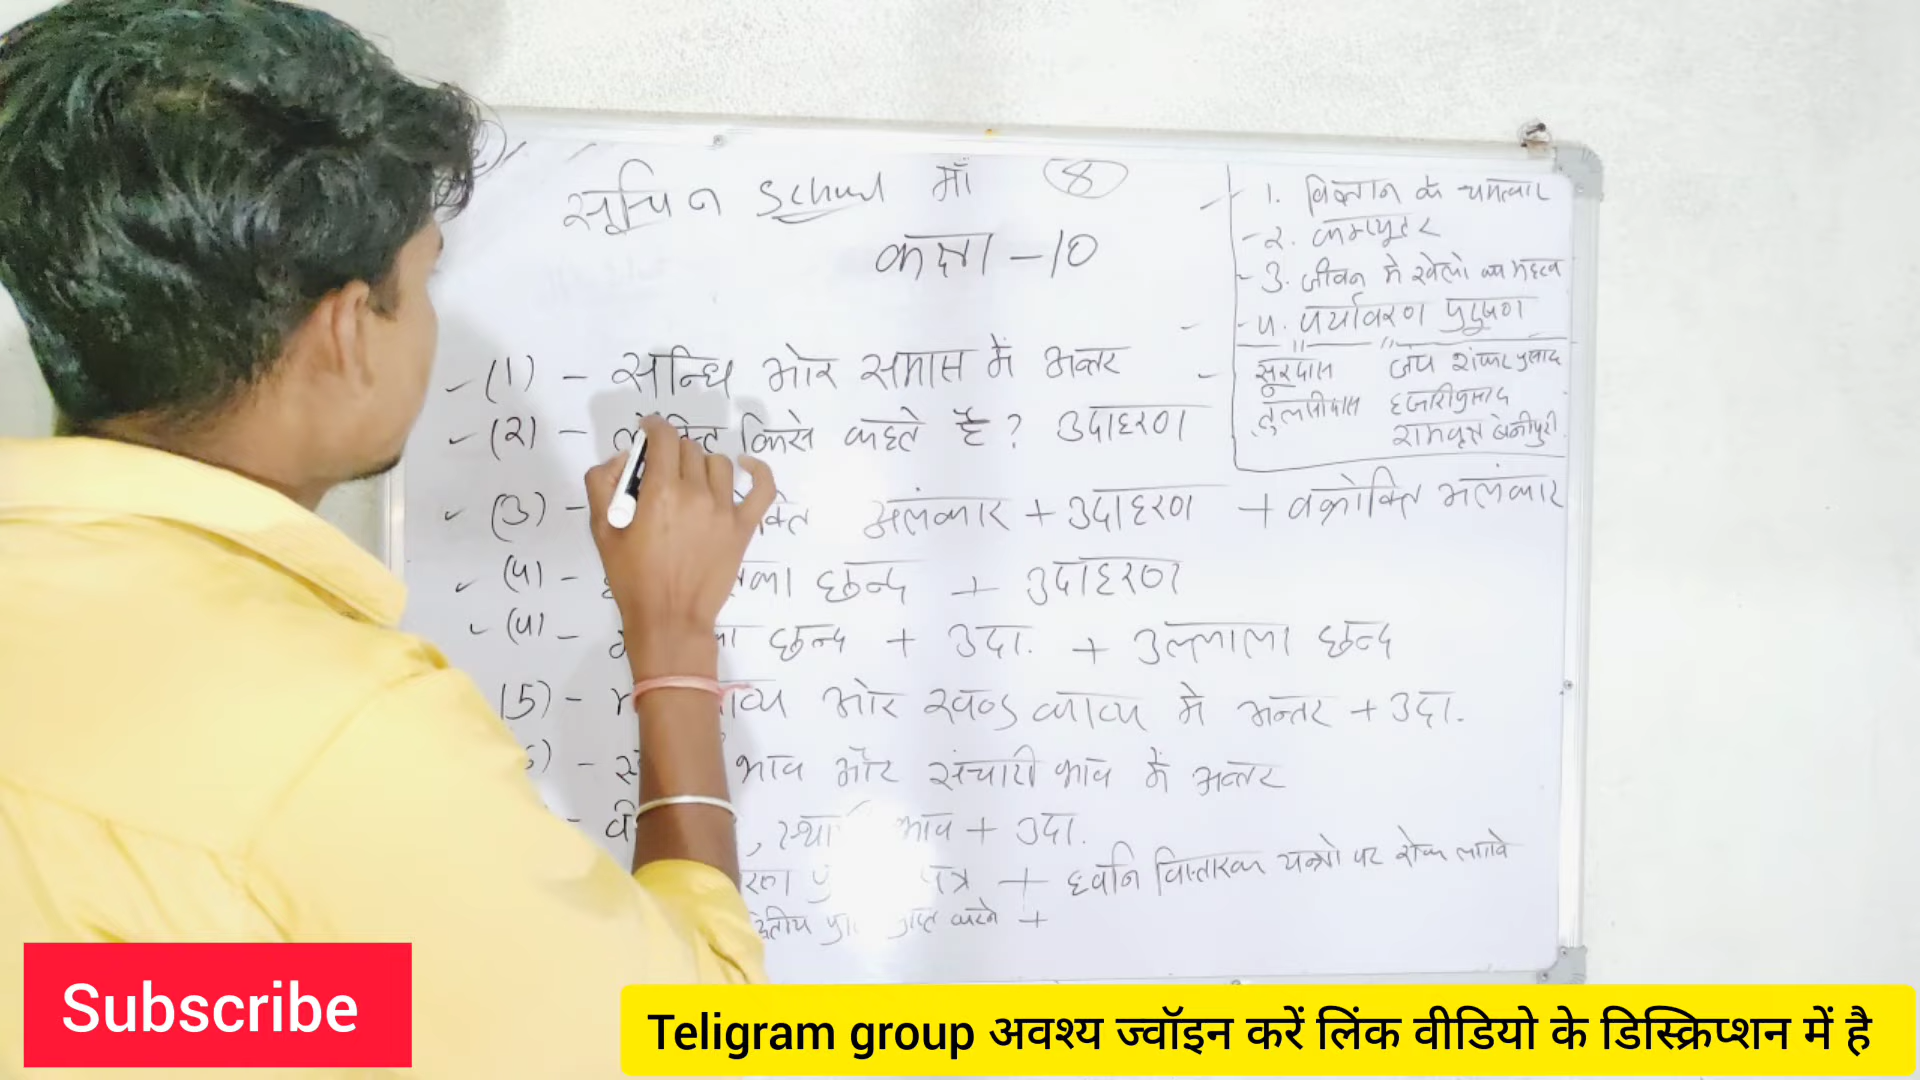 School माँ 8
कक्षा - 10
(1) - सन्धि और समास में अन्तर
(2) - किसे कहते है ? उदाहरण
(3) - अलंकार + उदाहरण + वक्रोक्ति अलंकार
(4) - छन्द + उदाहरण
(५) - छन्द + उदा. + उल्लाला छन्द
(5) - और खण्ड काव्य में अन्तर + उदा.
- भाव और संचारी भाव में अन्तर
- , भाव + उदा.
पत्र + ध्वनि विस्तारक यन्त्रो पर रोक लगाने
करने +
1. विज्ञान के चमत्कार
2. कम्प्यूटर
3. जीवन में खेलो का महत्व
4. पर्यावरण प्रदूषण
सूरदास जय शंकर प्रसाद
तुलसीदास हजारीप्रसाद
रामवृक्ष बेनीपुरी
Subscribe
Teligram group अवश्य ज्वॉइन करें लिंक वीडियो के डिस्क्रिप्शन में है